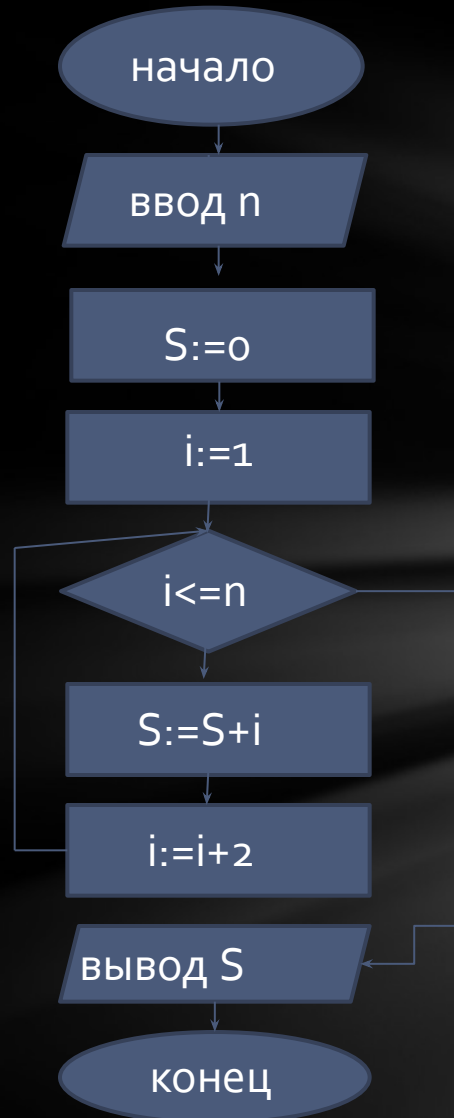 начало
ввод n
S:=0
i:=1
i<=n
S:=S+i
i:=i+2
вывод S
конец